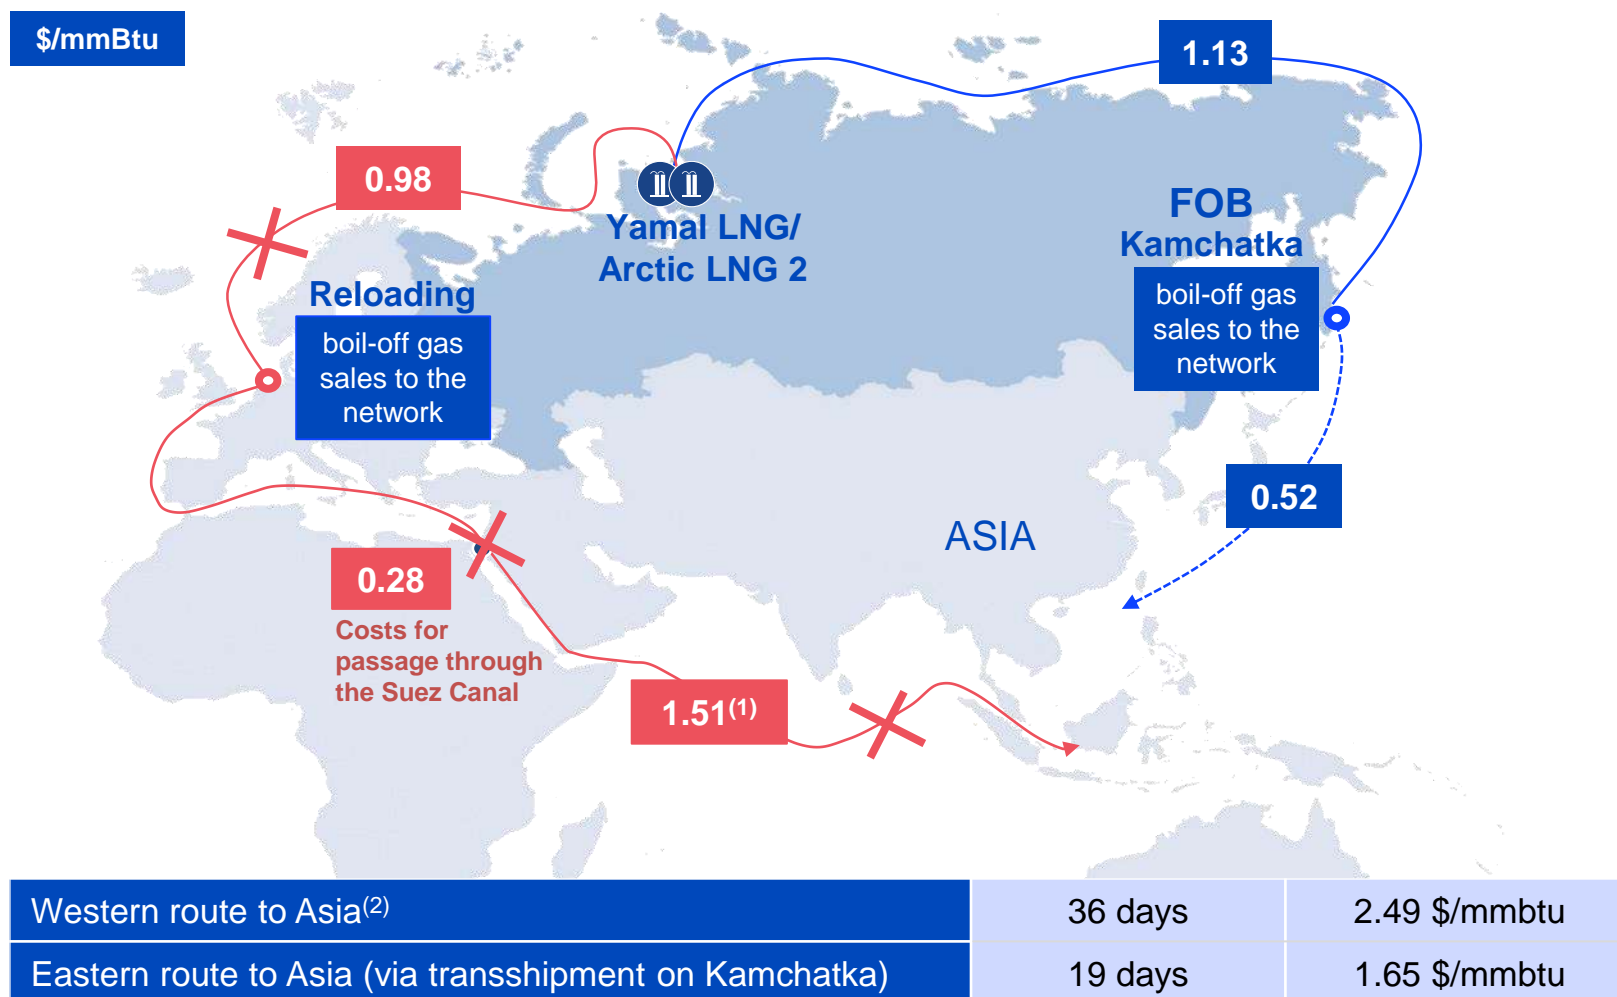 $/mmBtu
1.13
0.98
Yamal LNG/
Arctic LNG 2
FOB
Kamchatka
boil-off gas
sales to the
network
Reloading
boil-off gas
sales to the
network
0.52
ASIA
0.28
Costs for
passage through
the Suez Canal
1.51(1)
Western route to Asia(2) 36 days 2.49 $/mmbtu
Eastern route to Asia (via transshipment on Kamchatka) 19 days 1.65 $/mmbtu